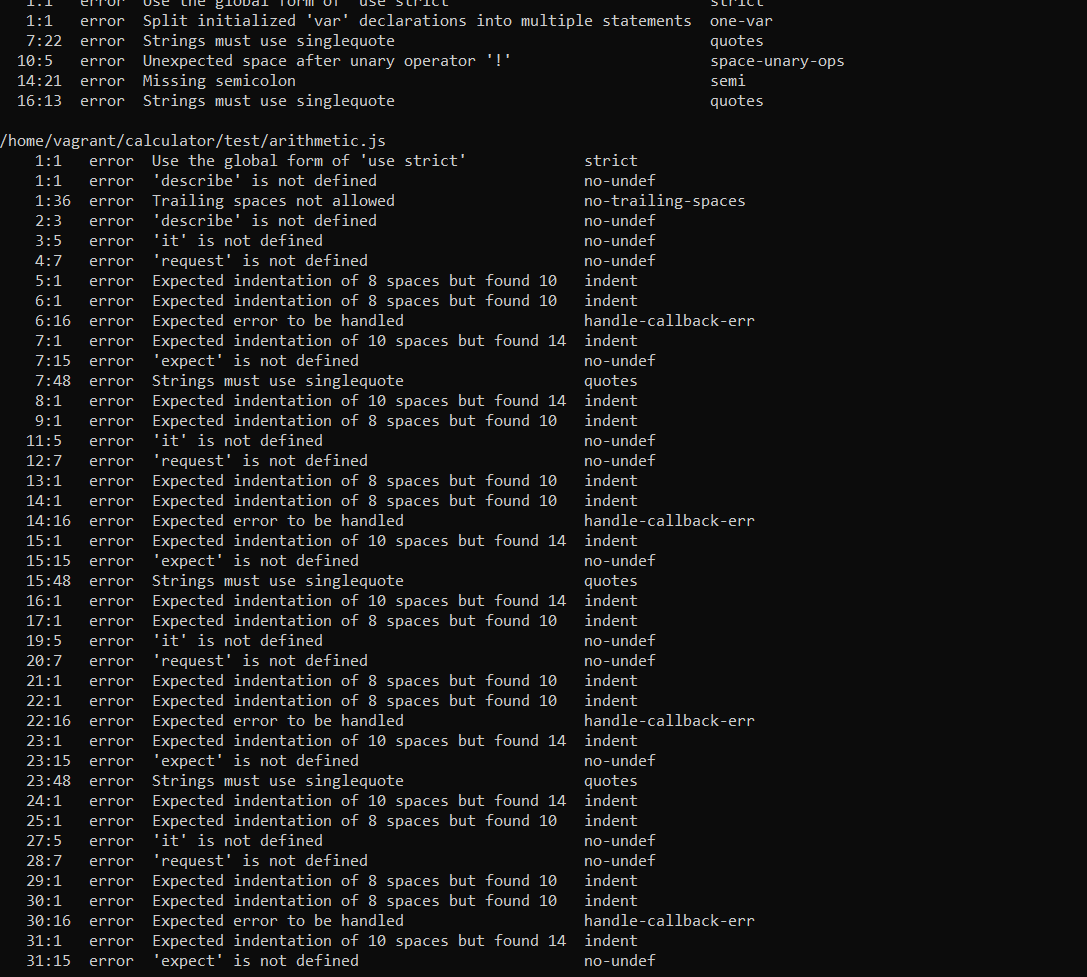 1:1 error Use the global form of 'use strict' strict
1:1 error Split initialized 'var' declarations into multiple statements one-var
7:22 error Strings must use singlequote quotes
10:5 error Unexpected space after unary operator '!' space-unary-ops
14:21 error Missing semicolon semi
16:13 error Strings must use singlequote quotes
/home/vagrant/calculator/test/arithmetic.js
1:1 error Use the global form of 'use strict' strict
1:1 error 'describe' is not defined no-undef
1:36 error Trailing spaces not allowed no-trailing-spaces
2:3 error 'describe' is not defined no-undef
3:5 error 'it' is not defined no-undef
4:7 error 'request' is not defined no-undef
5:1 error Expected indentation of 8 spaces but found 10 indent
6:1 error Expected indentation of 8 spaces but found 10 indent
6:16 error Expected error to be handled handle-callback-err
7:1 error Expected indentation of 10 spaces but found 14 indent
7:15 error 'expect' is not defined no-undef
7:48 error Strings must use singlequote quotes
8:1 error Expected indentation of 10 spaces but found 14 indent
9:1 error Expected indentation of 8 spaces but found 10 indent
11:5 error 'it' is not defined no-undef
12:7 error 'request' is not defined no-undef
13:1 error Expected indentation of 8 spaces but found 10 indent
14:1 error Expected indentation of 8 spaces but found 10 indent
14:16 error Expected error to be handled handle-callback-err
15:1 error Expected indentation of 10 spaces but found 14 indent
15:15 error 'expect' is not defined no-undef
15:48 error Strings must use singlequote quotes
16:1 error Expected indentation of 10 spaces but found 14 indent
17:1 error Expected indentation of 8 spaces but found 10 indent
19:5 error 'it' is not defined no-undef
20:7 error 'request' is not defined no-undef
21:1 error Expected indentation of 8 spaces but found 10 indent
22:1 error Expected indentation of 8 spaces but found 10 indent
22:16 error Expected error to be handled handle-callback-err
23:1 error Expected indentation of 10 spaces but found 14 indent
23:15 error 'expect' is not defined no-undef
23:48 error Strings must use singlequote quotes
24:1 error Expected indentation of 10 spaces but found 14 indent
25:1 error Expected indentation of 8 spaces but found 10 indent
27:5 error 'it' is not defined no-undef
28:7 error 'request' is not defined no-undef
29:1 error Expected indentation of 8 spaces but found 10 indent
30:1 error Expected indentation of 8 spaces but found 10 indent
30:16 error Expected error to be handled handle-callback-err
31:1 error Expected indentation of 10 spaces but found 14 indent
31:15 error 'expect' is not defined no-undef